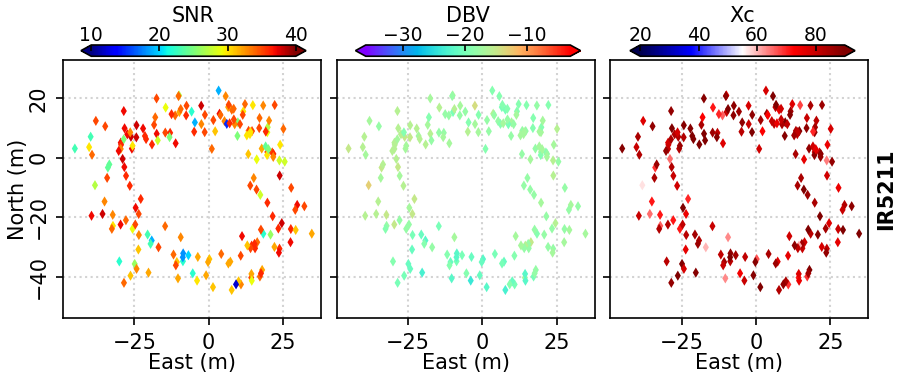 SNR DBV Xc
10 20 30 40 −30 −20 −10 20 40 60 80
20
0
−20
−40
North (m)
IR5211
−25 0 25 −25 0 25 −25 0 25
East (m) East (m) East (m)